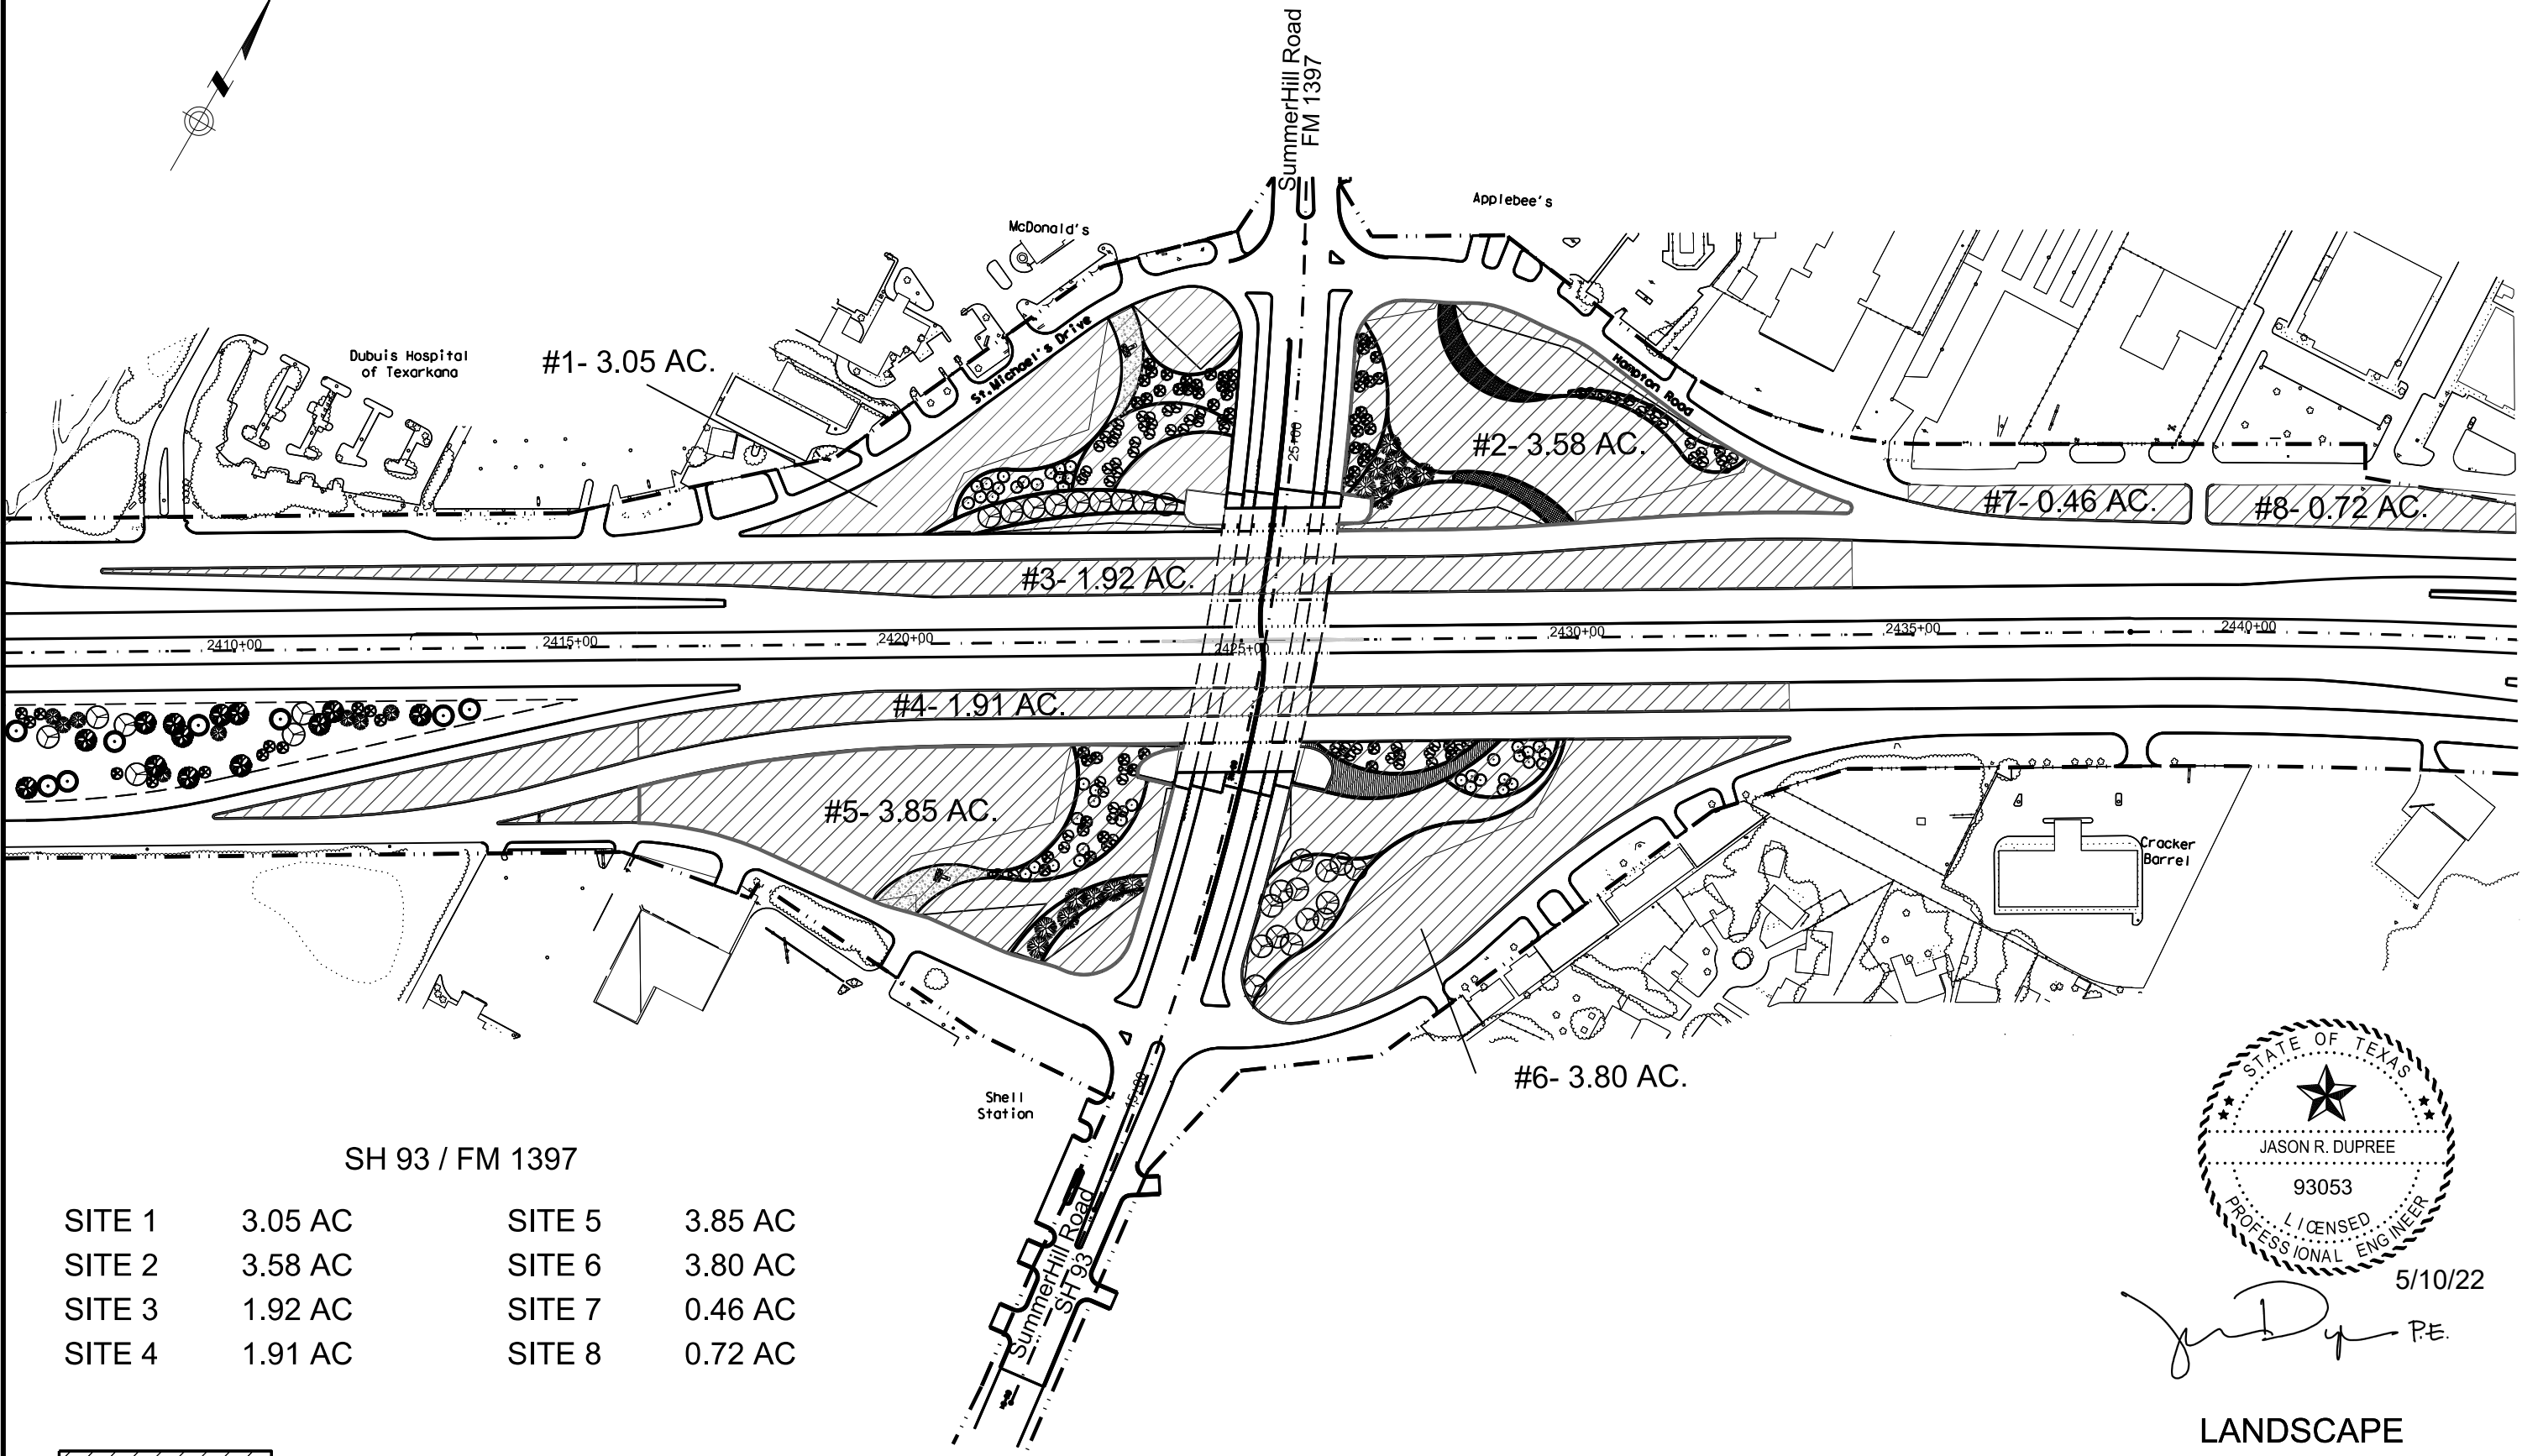 SummerHill Road
FM 1397
Applebee's
McDonald's
Dubuis Hospital
of Texarkana
#1- 3.05 AC.
St.Michael's Drive
Hampton Road
25+00
#2- 3.58 AC.
#7- 0.46 AC.
#8- 0.72 AC.
#3- 1.92 AC.
2410+00
2415+00
2420+00
2425+00
2430+00
2435+00
2440+00
#4- 1.91 AC.
#5- 3.85 AC.
Cracker
Barrel
#6- 3.80 AC.
Shell
Station
15+00
SummerHill Road
SH 93
SH 93 / FM 1397
SITE 1 3.05 AC SITE 5 3.85 AC
SITE 2 3.58 AC SITE 6 3.80 AC
SITE 3 1.92 AC SITE 7 0.46 AC
SITE 4 1.91 AC SITE 8 0.72 AC
STATE OF TEXAS
JASON R. DUPREE
93053
LICENSED
PROFESSIONAL ENGINEER
5/10/22
P.E.
LANDSCAPE